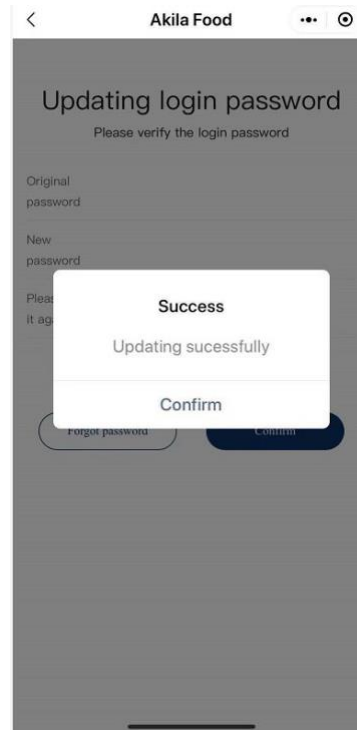 Akila Food
Updating login password
Please verify the login password
Original
password
New
password
Pleas
it aga
Success
Updating sucessfully
Confirm
Forgot password
Confirm